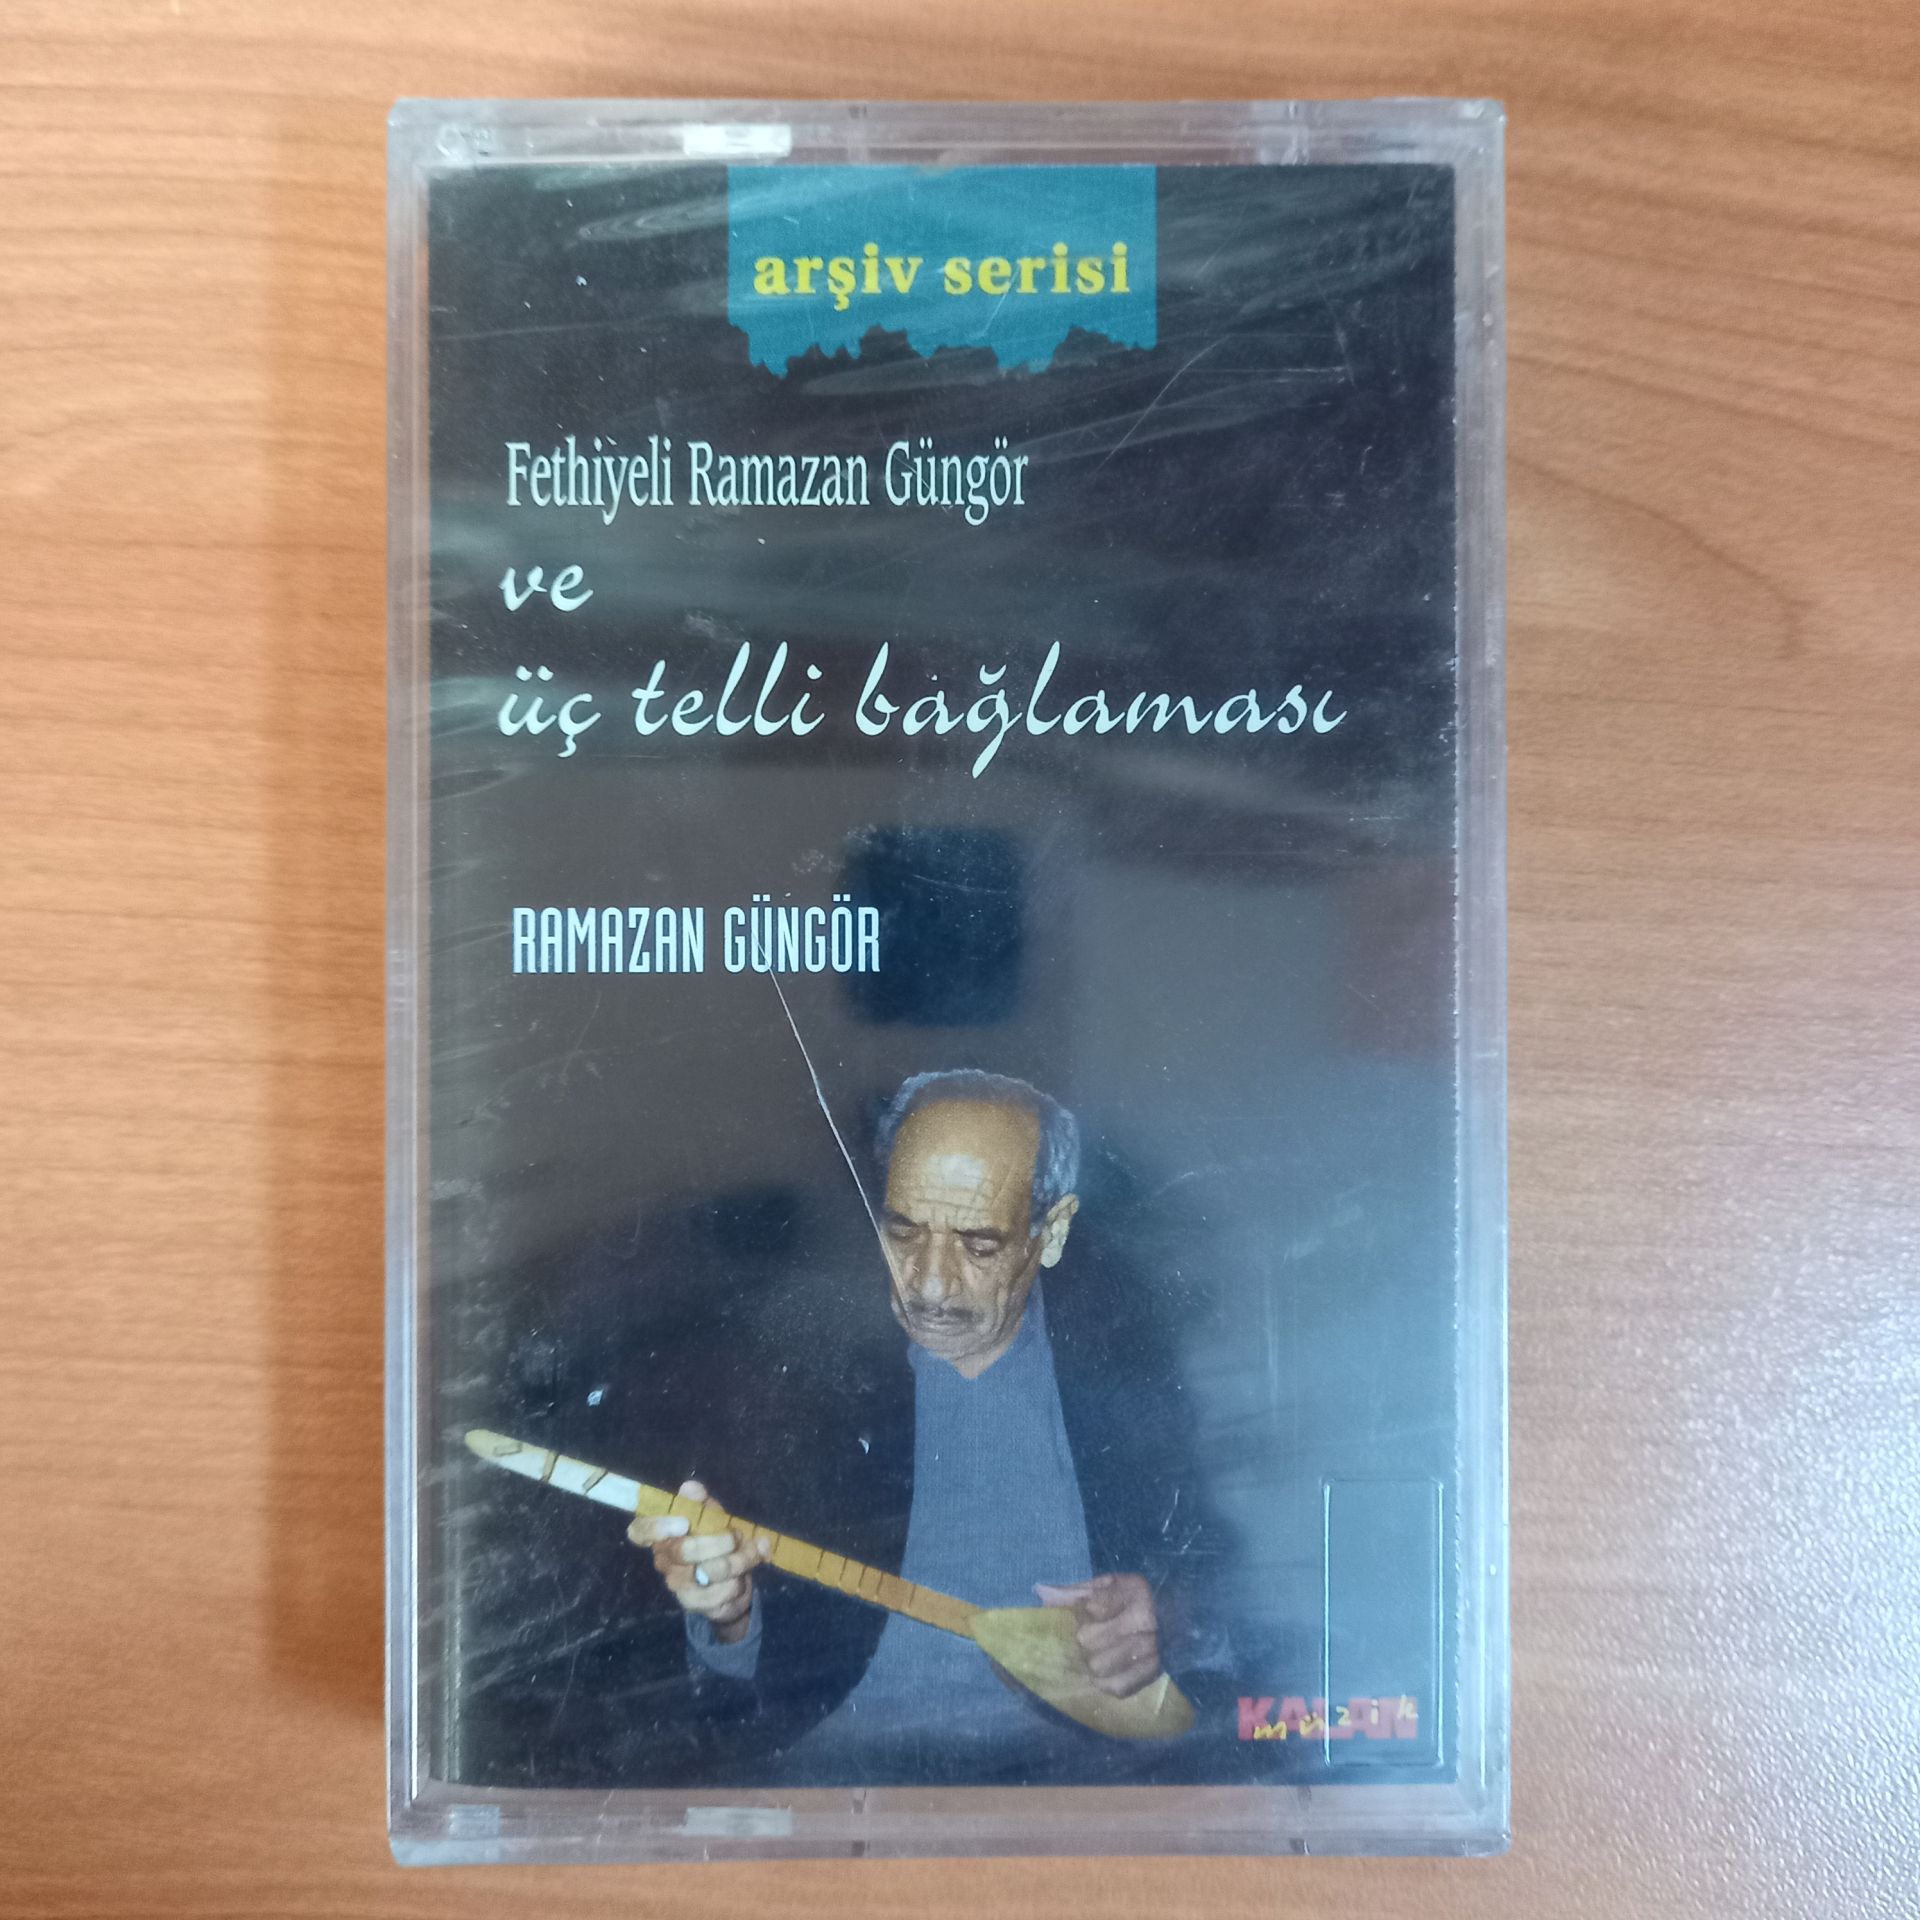 arşiv serisi
Fethiyeli Ramazan Güngör
ve
üç telli bağlaması
RAMAZAN GÜNGÖR
KALAN
müzik